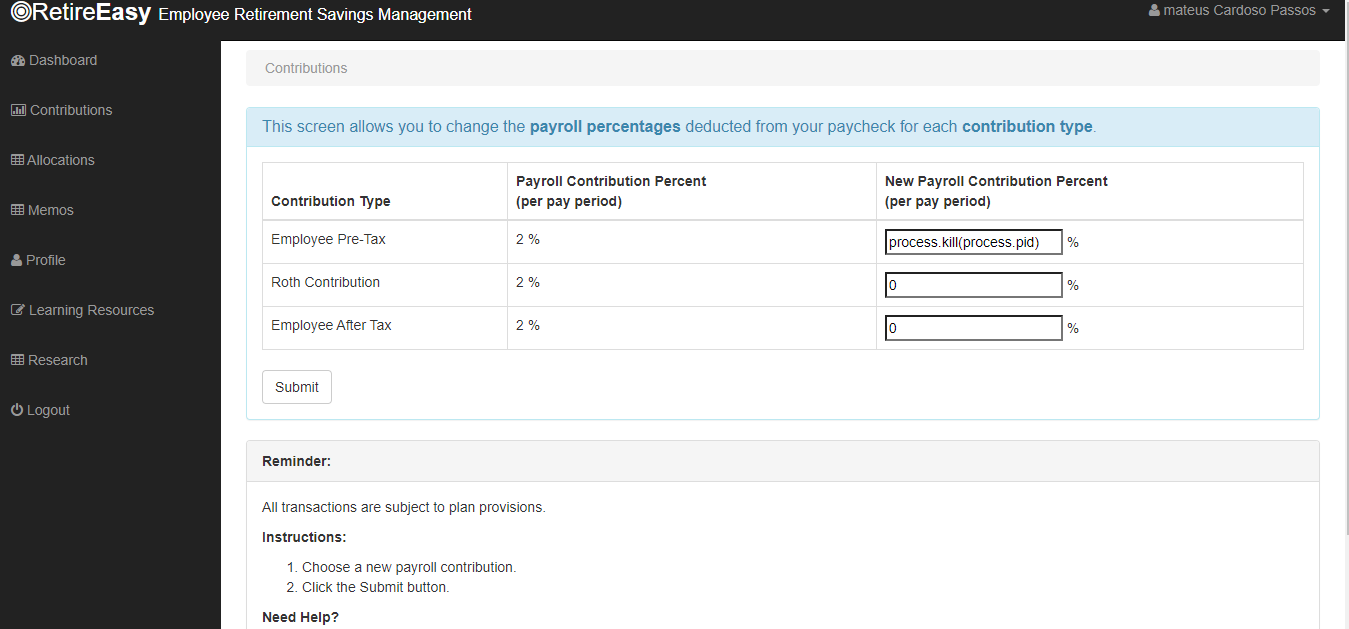 RetireEasy Employee Retirement Savings Management
mateus Cardoso Passos
Dashboard
Contributions
Allocations
Memos
Profile
Learning Resources
Research
Logout
Contributions
This screen allows you to change the payroll percentages deducted from your paycheck for each contribution type.
Contribution Type
Payroll Contribution Percent
(per pay period)
New Payroll Contribution Percent
(per pay period)
Employee Pre-Tax
2 %
process.kill(process.pid) %
Roth Contribution
2 %
0 %
Employee After Tax
2 %
0 %
Submit
Reminder:
All transactions are subject to plan provisions.
Instructions:
1. Choose a new payroll contribution.
2. Click the Submit button.
Need Help?